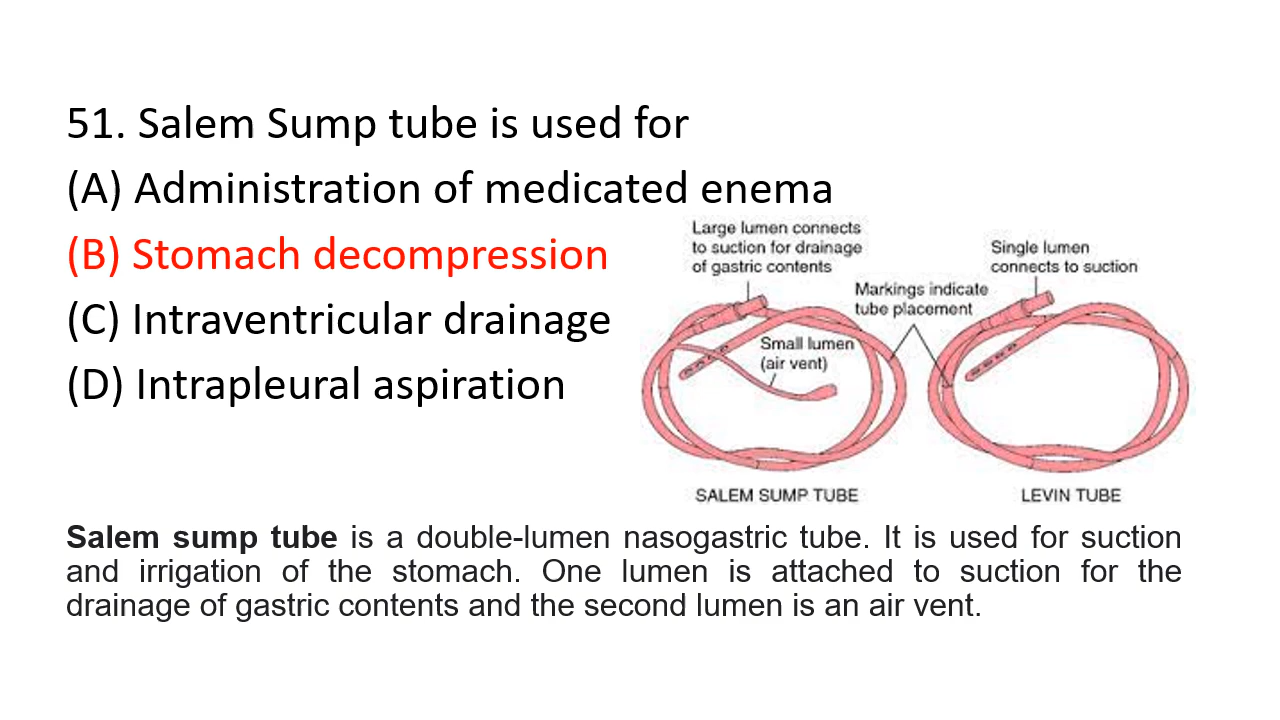 51. Salem Sump tube is used for
(A) Administration of medicated enema
(B) Stomach decompression
(C) Intraventricular drainage
(D) Intrapleural aspiration
Large lumen connects
to suction for drainage
of gastric contents
Single lumen
connects to suction
Markings indicate
tube placement
Small lumen
(air vent)
SALEM SUMP TUBE
LEVIN TUBE
Salem sump tube is a double-lumen nasogastric tube. It is used for suction
and irrigation of the stomach. One lumen is attached to suction for the
drainage of gastric contents and the second lumen is an air vent.